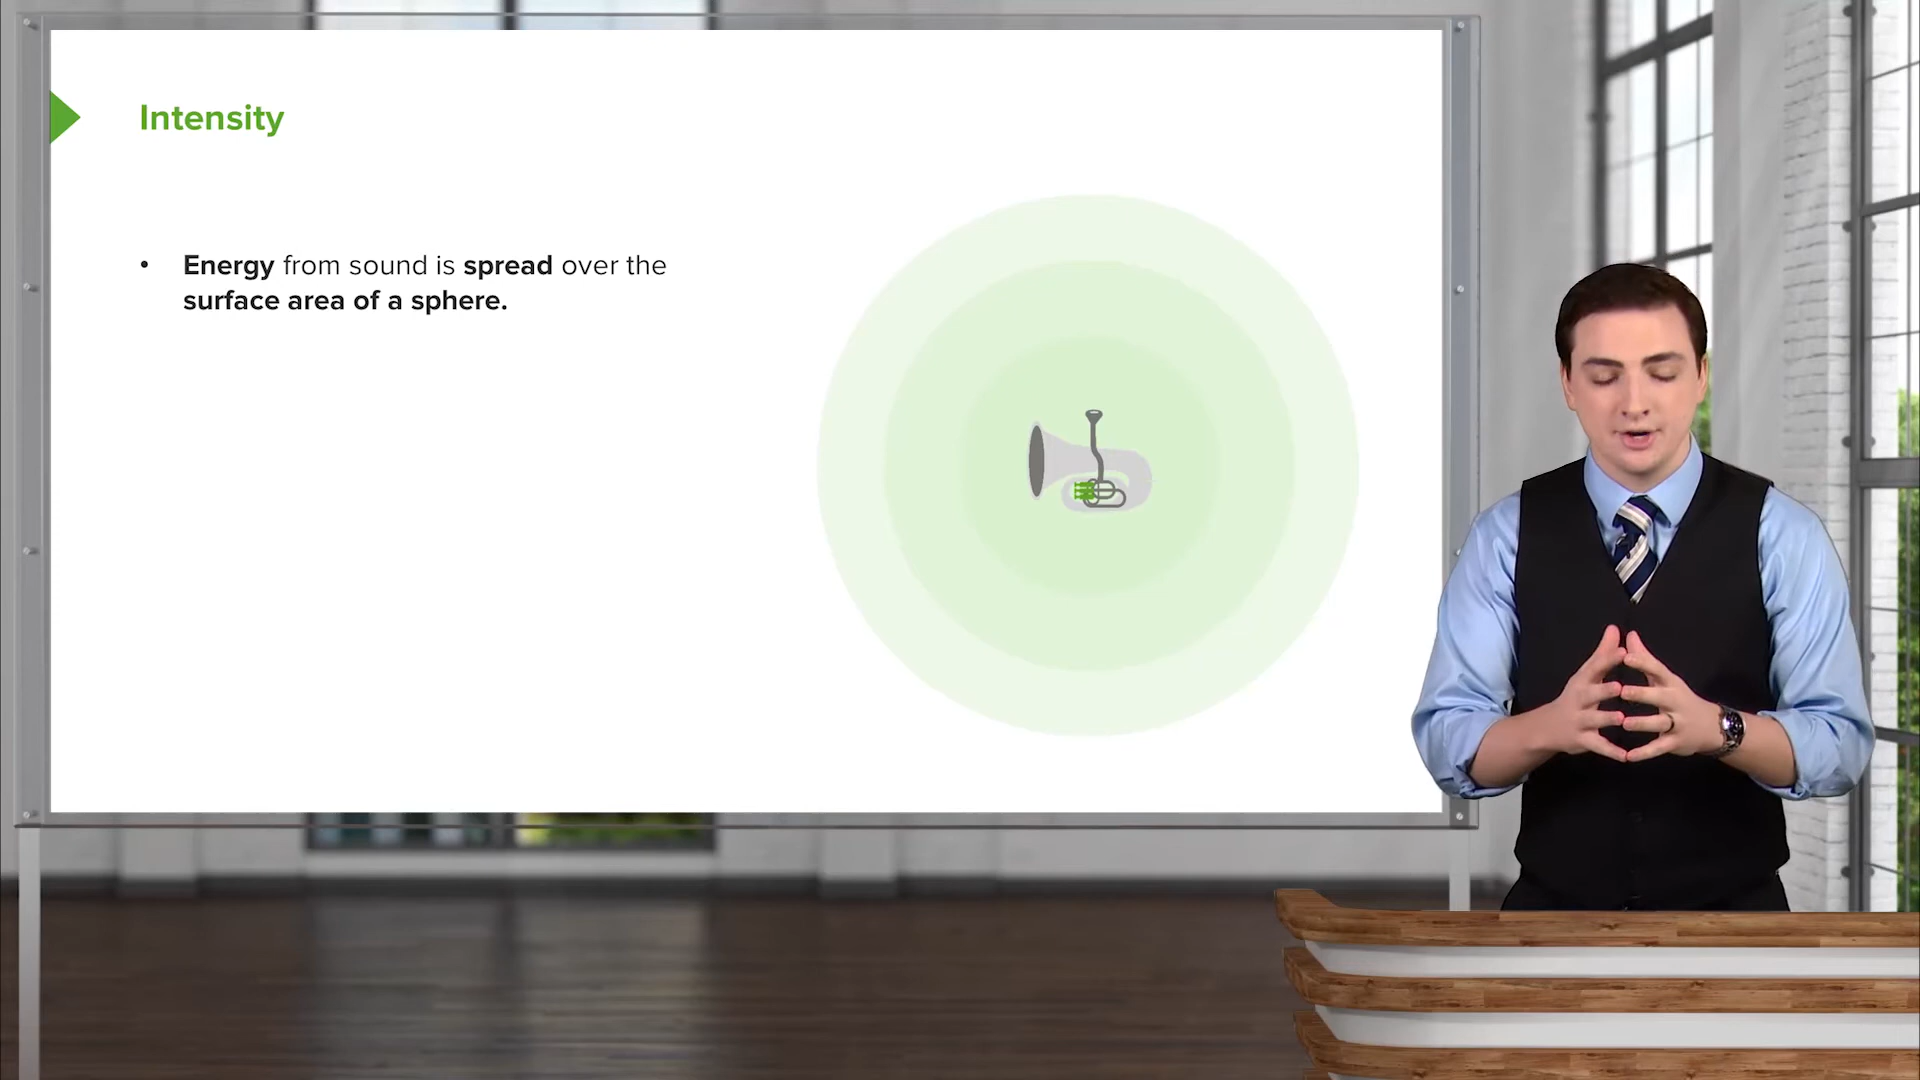 Intensity
• Energy from sound is spread over the
surface area of a sphere.